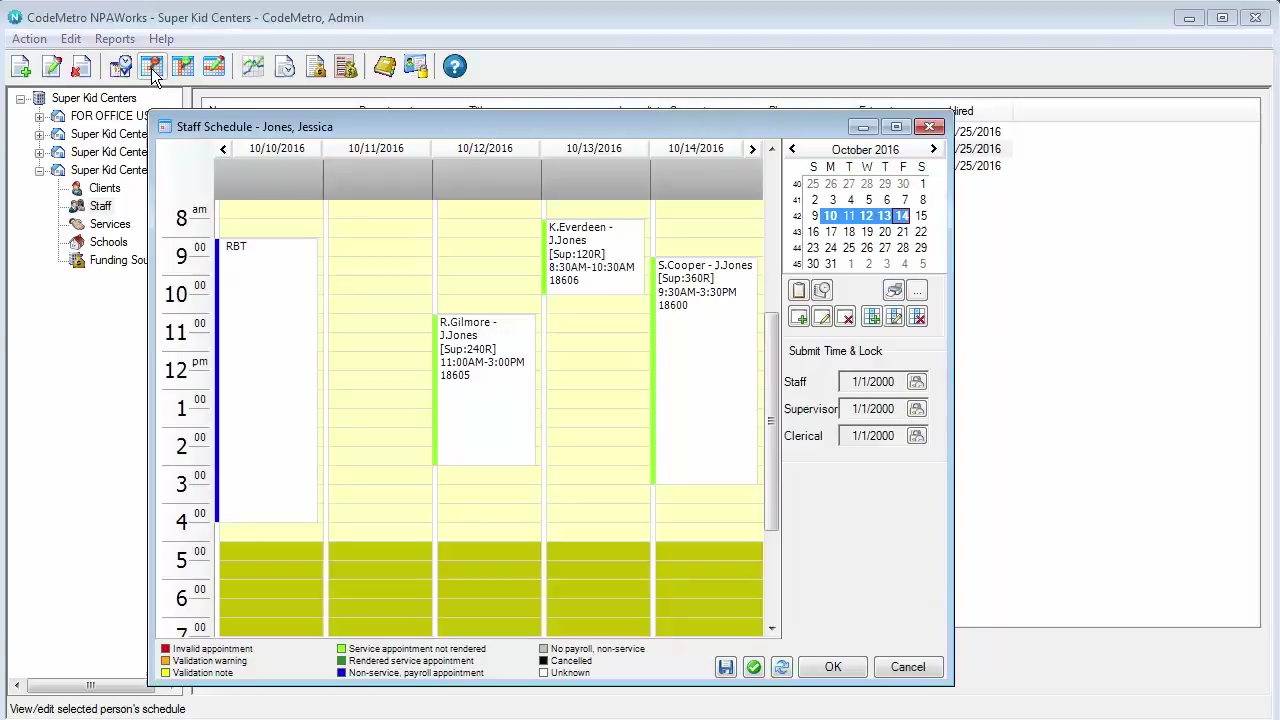 CodeMetro NPAWorks - Super Kid Centers - CodeMetro, Admin
Action Edit Reports Help
Super Kid Centers
FOR OFFICE US
Super Kid Cente
Super Kid Cente
Super Kid Cente
Clients
Staff
Services
Schools
Funding Sou
Hired
/25/2016
/25/2016
/25/2016
Staff Schedule - Jones, Jessica
10/10/2016 10/11/2016 10/12/2016 10/13/2016 10/14/2016
8 am
9 00
10 00
11 00
12 pm
1 00
2 00
3 00
4 00
5 00
6 00
7 00
RBT
R.Gilmore -
J.Jones
[Sup:240R]
11:00AM-3:00PM
18605
K.Everdeen -
J.Jones
[Sup:120R]
8:30AM-10:30AM
18606
S.Cooper - J.Jones
[Sup:360R]
9:30AM-3:30PM
18600
October 2016
S M T W T F S
40 25 26 27 28 29 30 1
41 2 3 4 5 6 7 8
42 9 10 11 12 13 14 15
43 16 17 18 19 20 21 22
44 23 24 25 26 27 28 29
45 30 31 1 2 3 4 5
...
Submit Time & Lock
Staff 1/1/2000
Supervisor 1/1/2000
Clerical 1/1/2000
Invalid appointment Service appointment not rendered No payroll, non-service
Validation warning Rendered service appointment Cancelled
Validation note Non-service, payroll appointment Unknown
OK Cancel
View/edit selected person's schedule